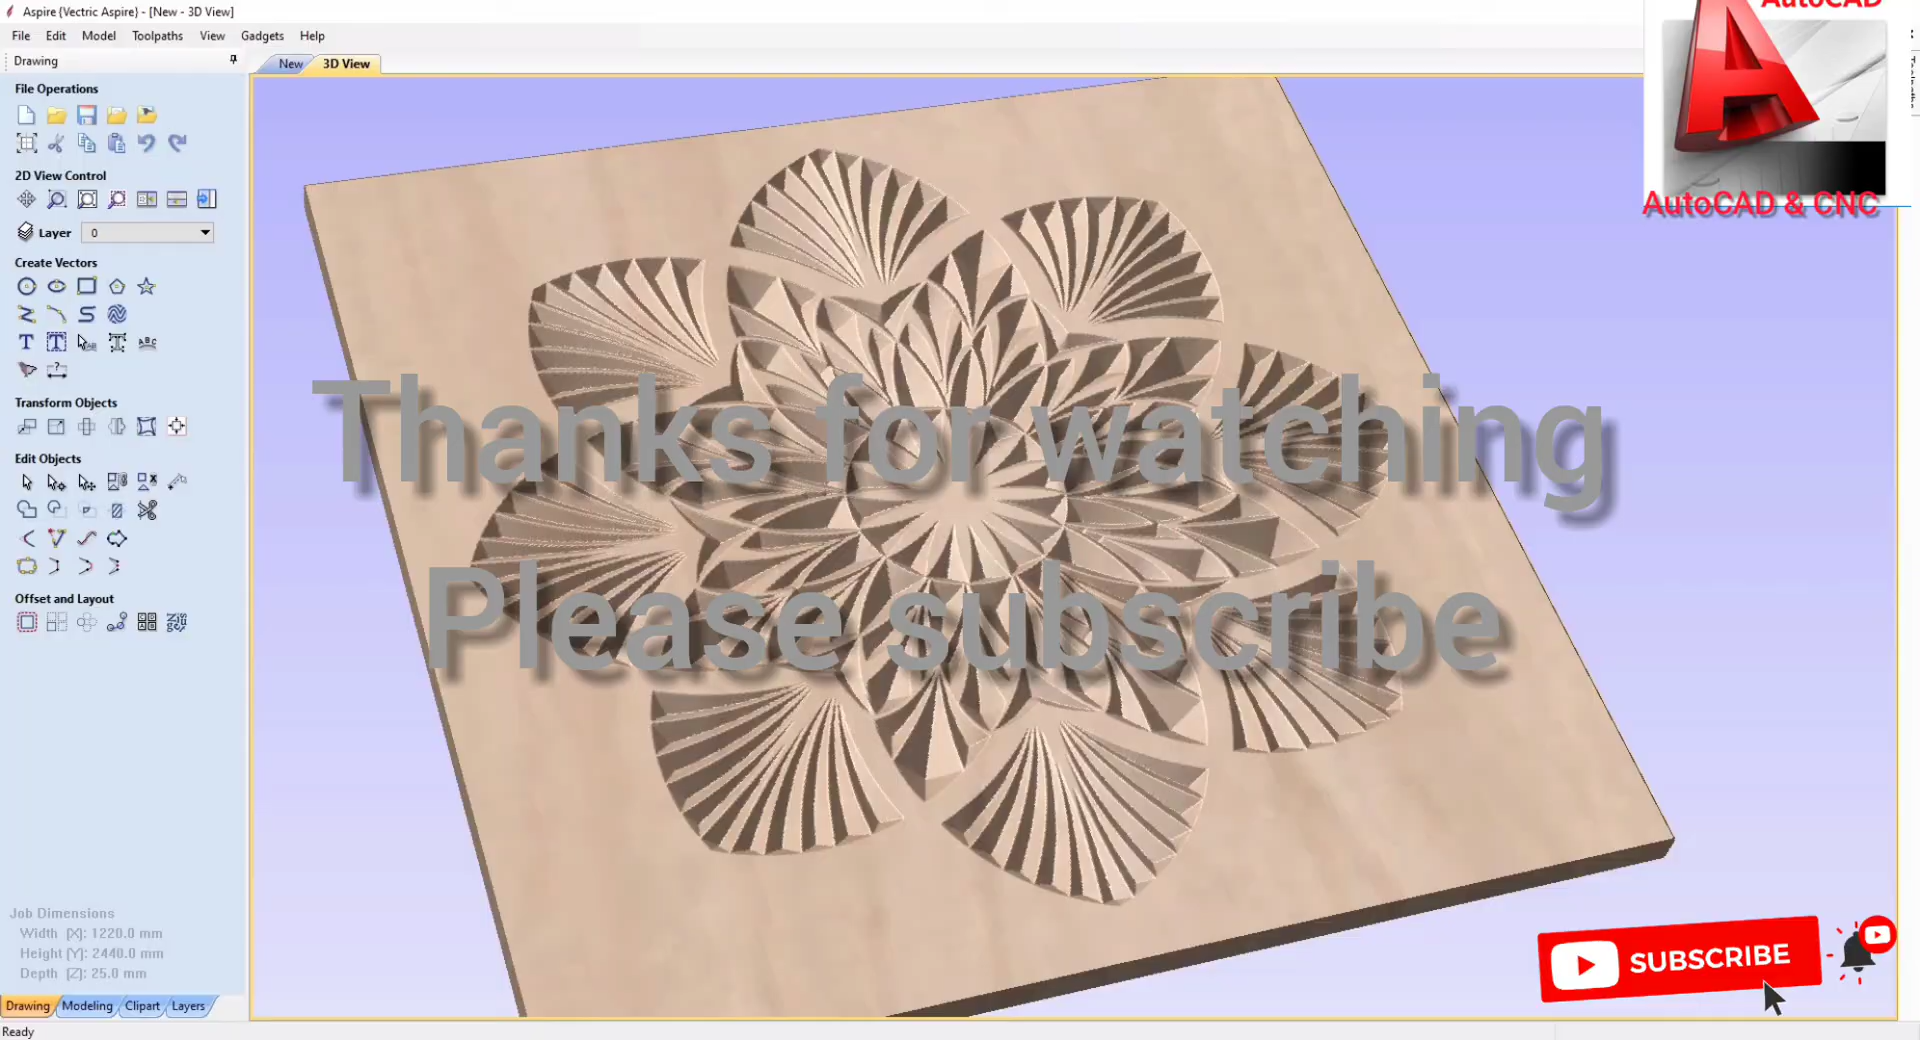 Aspire {Vectric Aspire} - [New - 3D View]
File Edit Model Toolpaths View Gadgets Help
Drawing
New
3D View
File Operations
2D View Control
Layer
0
Create Vectors
Transform Objects
Edit Objects
Offset and Layout
Job Dimensions
Width (X): 1220.0 mm
Height (Y): 2440.0 mm
Depth (Z): 25.0 mm
Drawing Modeling Clipart Layers
Ready
AutoCAD
AutoCAD & CNC
Thanks for watching
Please subscribe
SUBSCRIBE